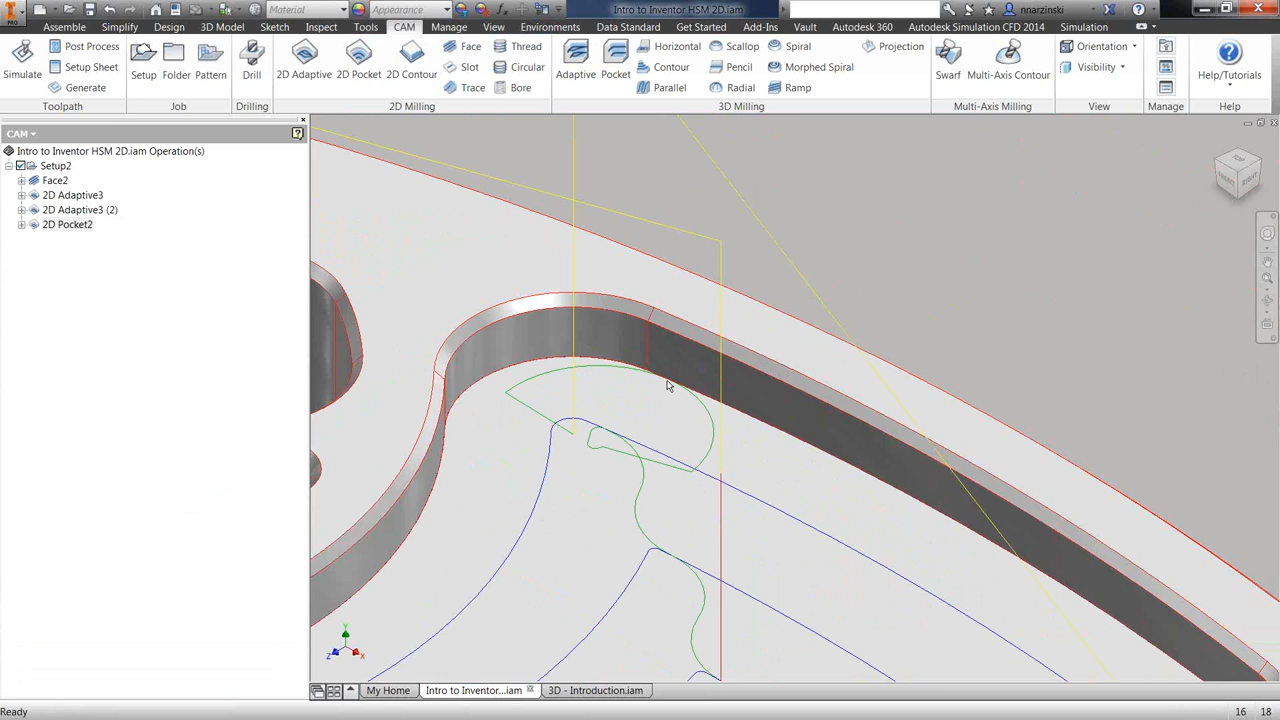 PRO
Material
Appearance
Intro to Inventor HSM 2D.iam
nnarzinski
Assemble Simplify Design 3D Model Sketch Inspect Tools CAM Manage View Environments Data Standard Get Started Add-Ins Vault Autodesk 360 Autodesk Simulation CFD 2014 Simulation
Simulate Post Process Setup Sheet Generate
Setup Folder Pattern
Drill
2D Adaptive 2D Pocket 2D Contour Face Slot Trace Thread Circular Bore
Adaptive Pocket Horizontal Contour Parallel Scallop Pencil Radial Spiral Morphed Spiral Ramp Projection
Swarf Multi-Axis Contour
Orientation Visibility
Help/Tutorials
Toolpath Job Drilling 2D Milling 3D Milling Multi-Axis Milling View Manage Help
CAM
Intro to Inventor HSM 2D.iam Operation(s)
Setup2
Face2
2D Adaptive3
2D Adaptive3 (2)
2D Pocket2
TOP
FRONT RIGHT
Y
Z X
My Home Intro to Inventor...iam 3D - Introduction.iam
Ready 16 18